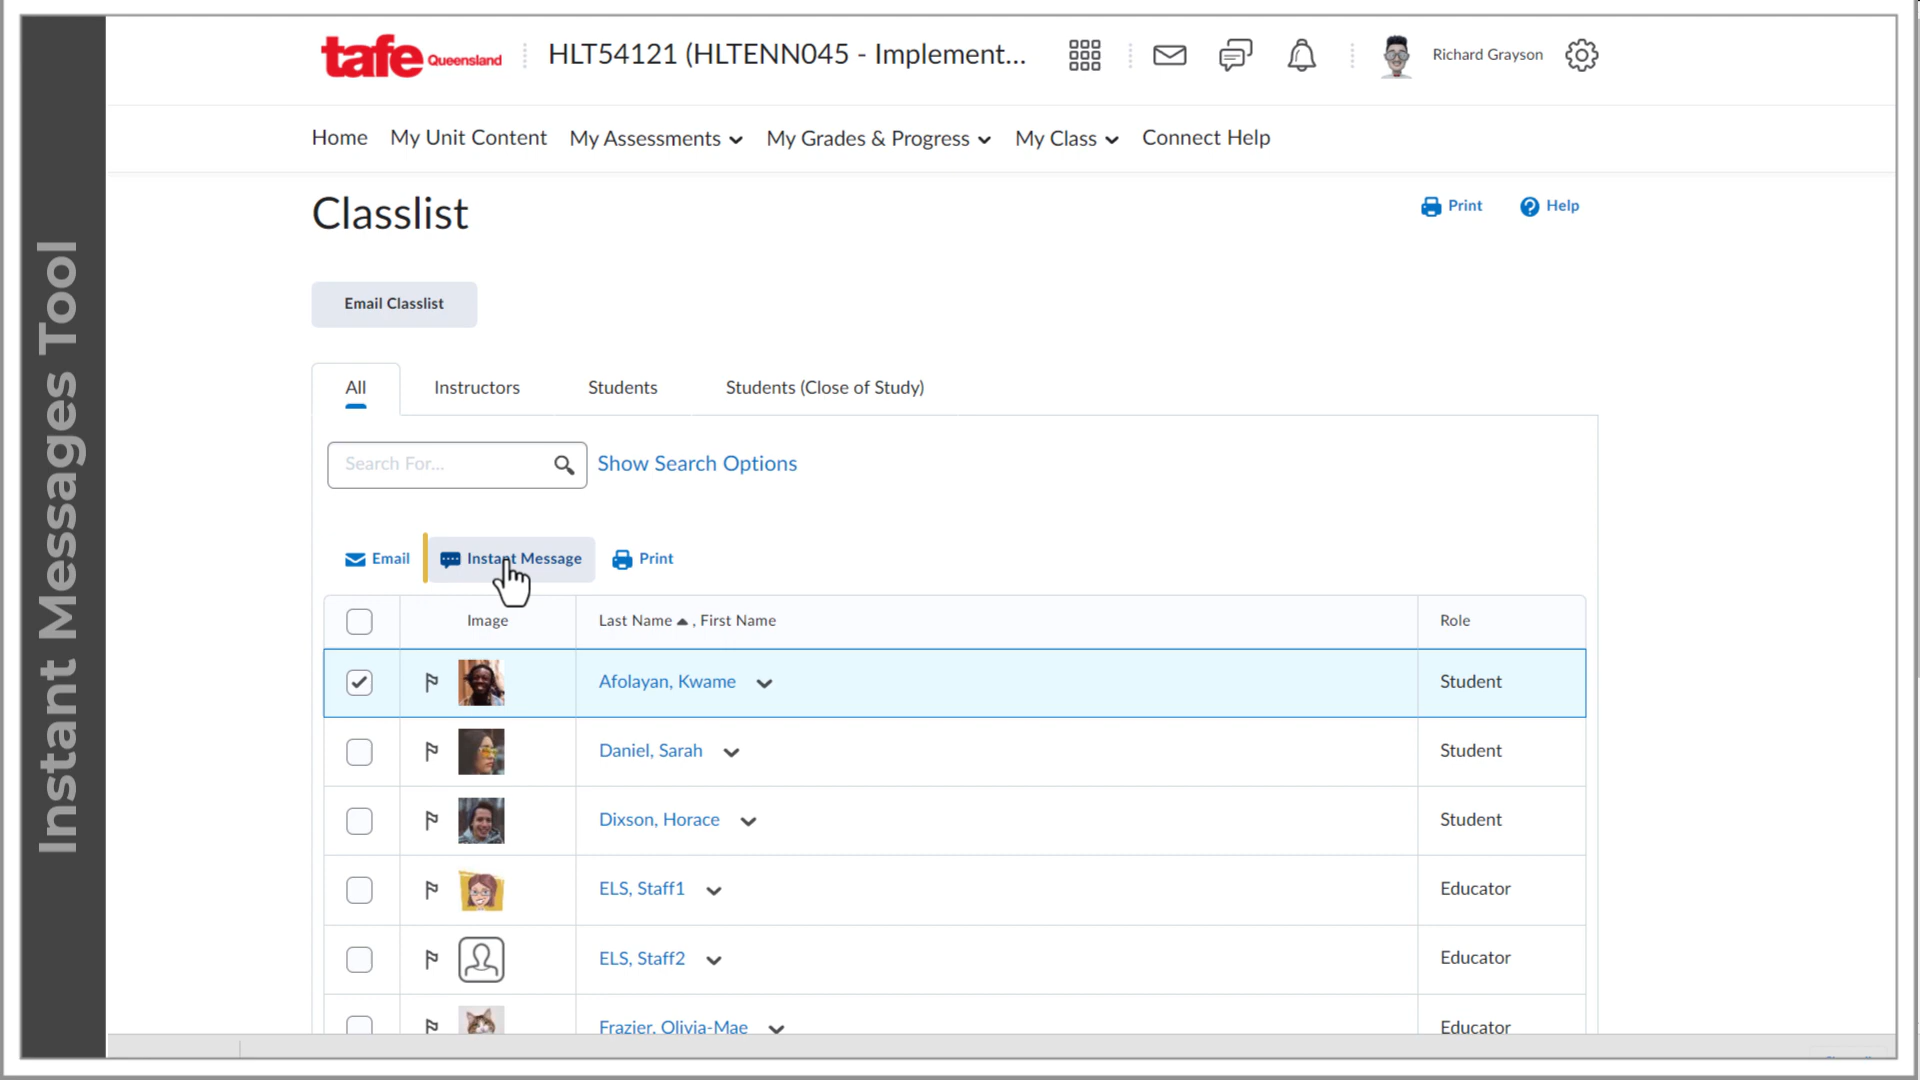 Instant Messages Tool
tafe Queensland
HLT54121 (HLTENN045 - Implement...
Richard Grayson
Home My Unit Content My Assessments My Grades & Progress My Class Connect Help
Classlist
Print Help
Email Classlist
All Instructors Students Students (Close of Study)
Search For... Show Search Options
Email Instant Message Print
Image Last Name , First Name Role
Afolayan, Kwame Student
Daniel, Sarah Student
Dixson, Horace Student
ELS, Staff1 Educator
ELS, Staff2 Educator
Frazier, Olivia-Mae Educator